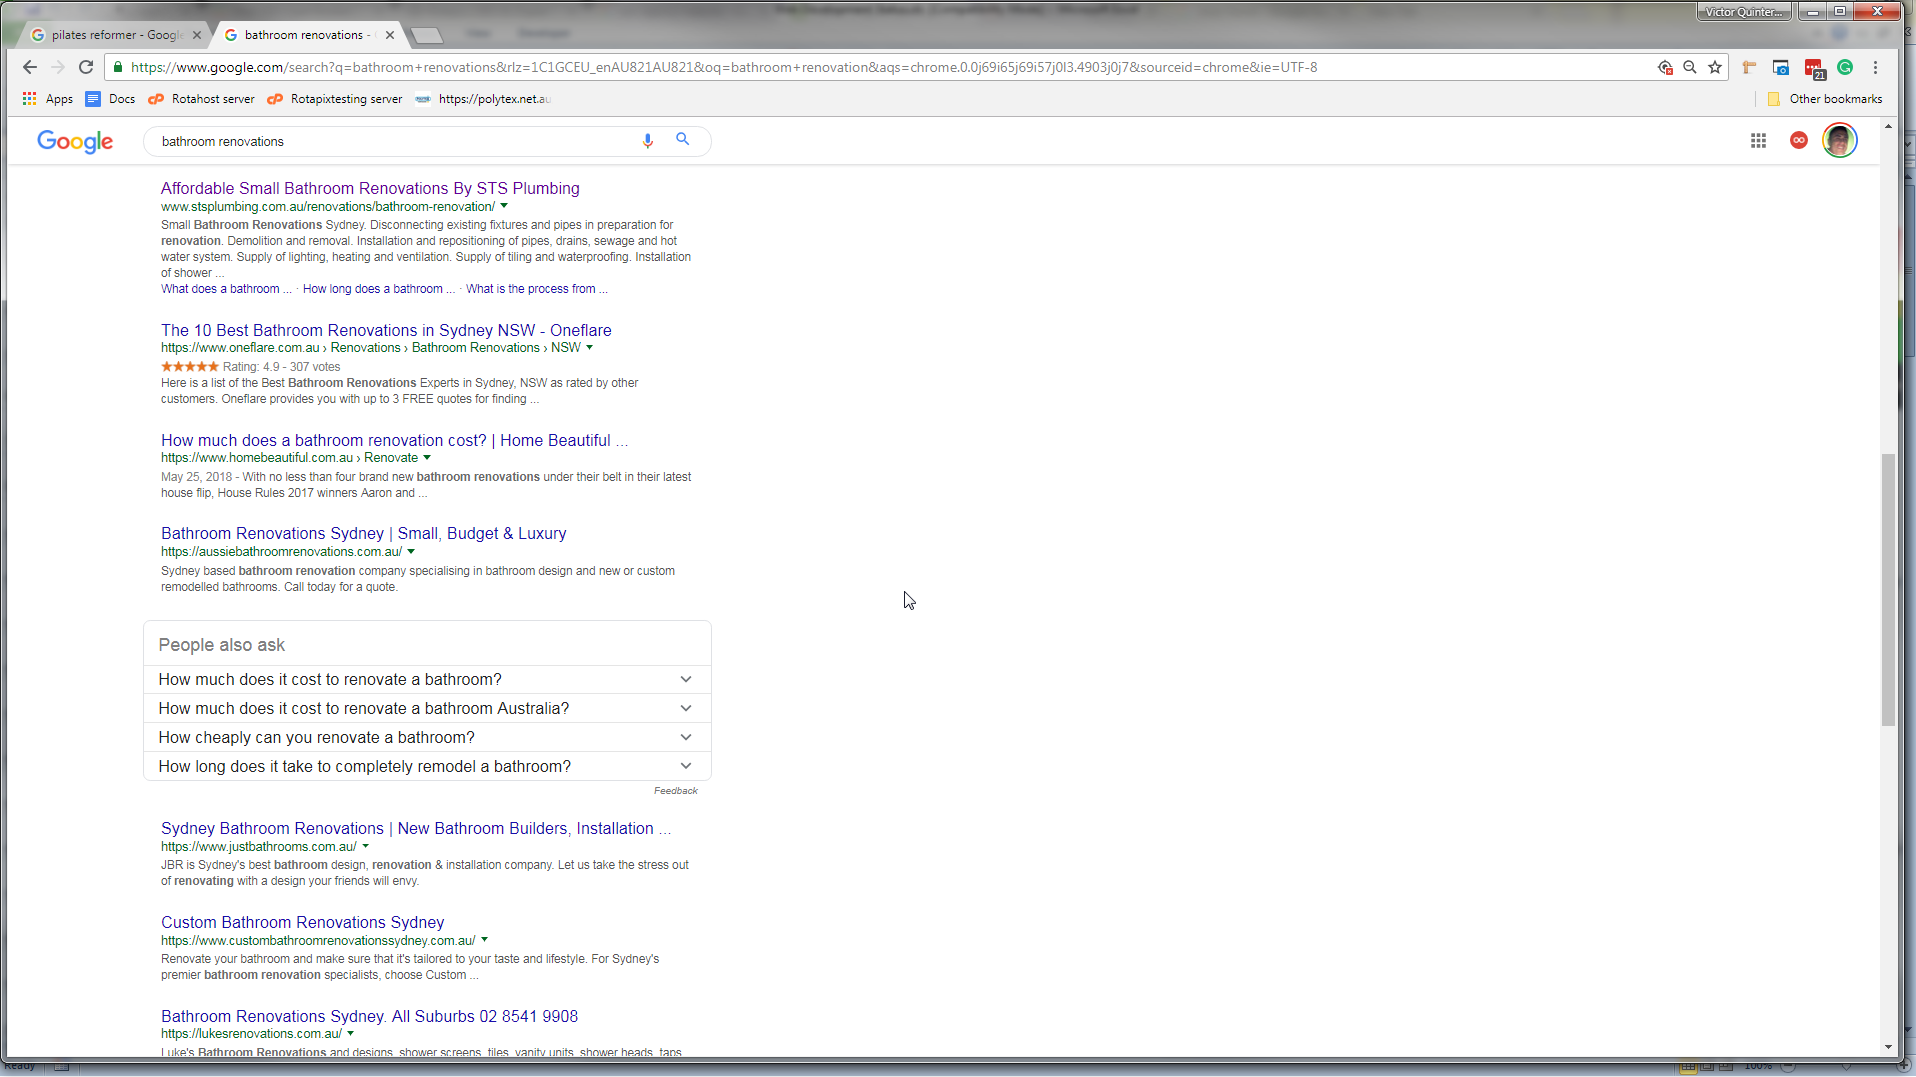 Victor Quinter...
pilates reformer - Google
bathroom renovations -
https://www.google.com/search?q=bathroom+renovations&rlz=1C1GCEU_enAU821AU821&oq=bathroom+renovation&aqs=chrome.0.0j69i65j69i57j0l3.4903j0j7&sourceid=chrome&ie=UTF-8
21
Apps Docs Rotahost server Rotapixtesting server https://polytex.net.au Other bookmarks
Google bathroom renovations
Affordable Small Bathroom Renovations By STS Plumbing
www.stsplumbing.com.au/renovations/bathroom-renovation/
Small Bathroom Renovations Sydney. Disconnecting existing fixtures and pipes in preparation for
renovation. Demolition and removal. Installation and repositioning of pipes, drains, sewage and hot
water system. Supply of lighting, heating and ventilation. Supply of tiling and waterproofing. Installation
of shower ...
What does a bathroom ... · How long does a bathroom ... · What is the process from ...
The 10 Best Bathroom Renovations in Sydney NSW - Oneflare
https://www.oneflare.com.au › Renovations › Bathroom Renovations › NSW
Rating: 4.9 - 307 votes
Here is a list of the Best Bathroom Renovations Experts in Sydney, NSW as rated by other
customers. Oneflare provides you with up to 3 FREE quotes for finding ...
How much does a bathroom renovation cost? | Home Beautiful ...
https://www.homebeautiful.com.au › Renovate
May 25, 2018 - With no less than four brand new bathroom renovations under their belt in their latest
house flip, House Rules 2017 winners Aaron and ...
Bathroom Renovations Sydney | Small, Budget & Luxury
https://aussiebathroomrenovations.com.au/
Sydney based bathroom renovation company specialising in bathroom design and new or custom
remodelled bathrooms. Call today for a quote.
People also ask
How much does it cost to renovate a bathroom?
How much does it cost to renovate a bathroom Australia?
How cheaply can you renovate a bathroom?
How long does it take to completely remodel a bathroom?
Feedback
Sydney Bathroom Renovations | New Bathroom Builders, Installation ...
https://www.justbathrooms.com.au/
JBR is Sydney's best bathroom design, renovation & installation company. Let us take the stress out
of renovating with a design your friends will envy.
Custom Bathroom Renovations Sydney
https://www.custombathroomrenovationssydney.com.au/
Renovate your bathroom and make sure that it's tailored to your taste and lifestyle. For Sydney's
premier bathroom renovation specialists, choose Custom ...
Bathroom Renovations Sydney. All Suburbs 02 8541 9908
https://lukesrenovations.com.au/
Luke's Bathroom Renovations and designs, shower screens, tiles, vanity units, shower heads, taps
Ready 100%